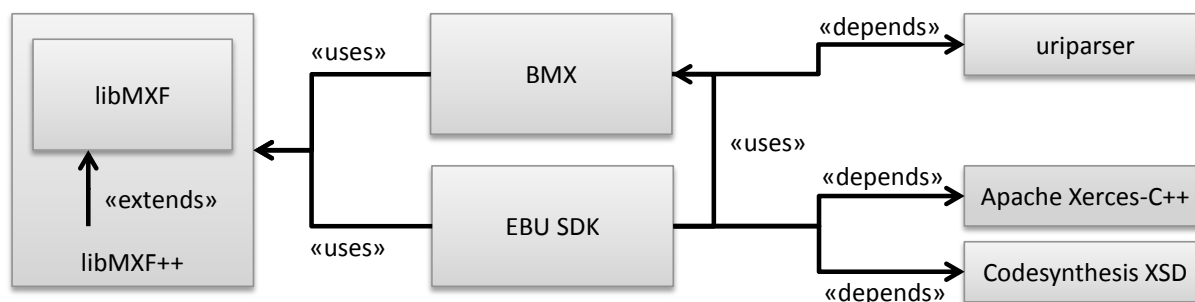 libMXF
«extends»
libMXF++
«uses»
«uses»
BMX
EBU SDK
«uses»
«depends»
uriparser
«depends»
Apache Xerces-C++
Codesynthesis XSD
«depends»